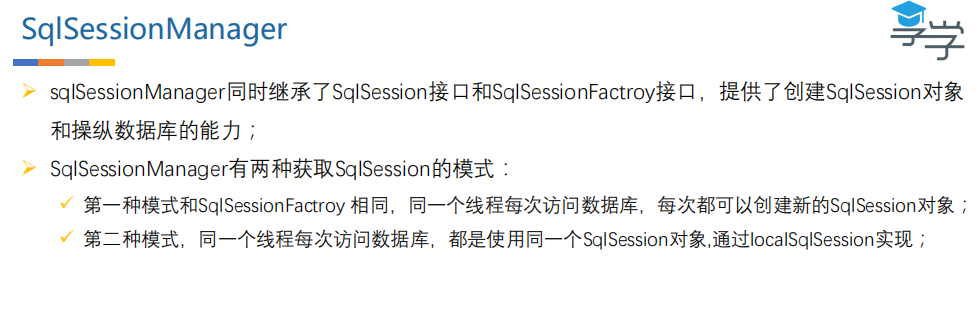 SqlSessionManager
享学
sqlSessionManager同时继承了SqlSession接口和SqlSessionFactroy接口，提供了创建SqlSession对象
和操纵数据库的能力；
SqlSessionManager有两种获取SqlSession的模式：
第一种模式和SqlSessionFactroy 相同，同一个线程每次访问数据库，每次都可以创建新的SqlSession对象；
第二种模式，同一个线程每次访问数据库，都是使用同一个SqlSession对象,通过localSqlSession实现；